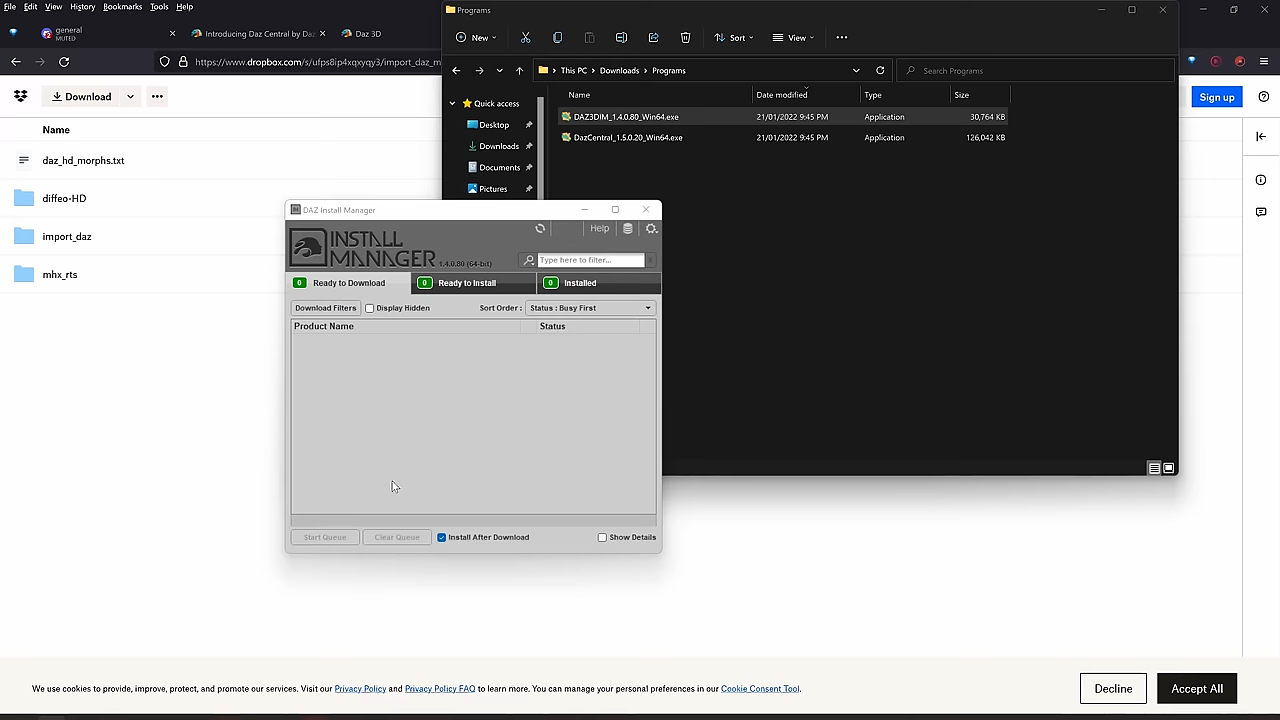 File Edit View History Bookmarks Tools Help
general
MUTED
Introducing Daz Central by Daz
Daz 3D
https://www.dropbox.com/s/ufps8ip4xqxyqy3/import_daz_m
Download
Sign up
Name
daz_hd_morphs.txt
diffeo-HD
import_daz
mhx_rts
Programs
New
Sort
View
This PC > Downloads > Programs
Search Programs
Quick access
Desktop
Downloads
Documents
Pictures
Name Date modified Type Size
DAZ3DIM_1.4.0.80_Win64.exe 21/01/2022 9:45 PM Application 30,764 KB
DazCentral_1.5.0.20_Win64.exe 21/01/2022 9:45 PM Application 126,042 KB
DAZ Install Manager
Help
INSTALL
MANAGER 1.4.0.80 (64-bit)
Type here to filter...
0 Ready to Download 0 Ready to Install 0 Installed
Download Filters Display Hidden Sort Order : Status : Busy First
Product Name Status
Start Queue Clear Queue Install After Download Show Details
We use cookies to provide, improve, protect, and promote our services. Visit our Privacy Policy and Privacy Policy FAQ to learn more. You can manage your personal preferences in our Cookie Consent Tool.
Decline Accept All